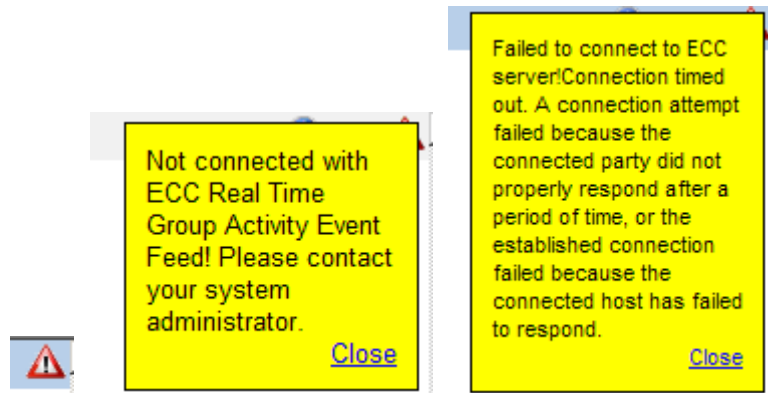 Not connected with
ECC Real Time
Group Activity Event
Feed! Please contact
your system
administrator.
Close
Failed to connect to ECC
server!Connection timed
out. A connection attempt
failed because the
connected party did not
properly respond after a
period of time, or the
established connection
failed because the
connected host has failed
to respond.
Close